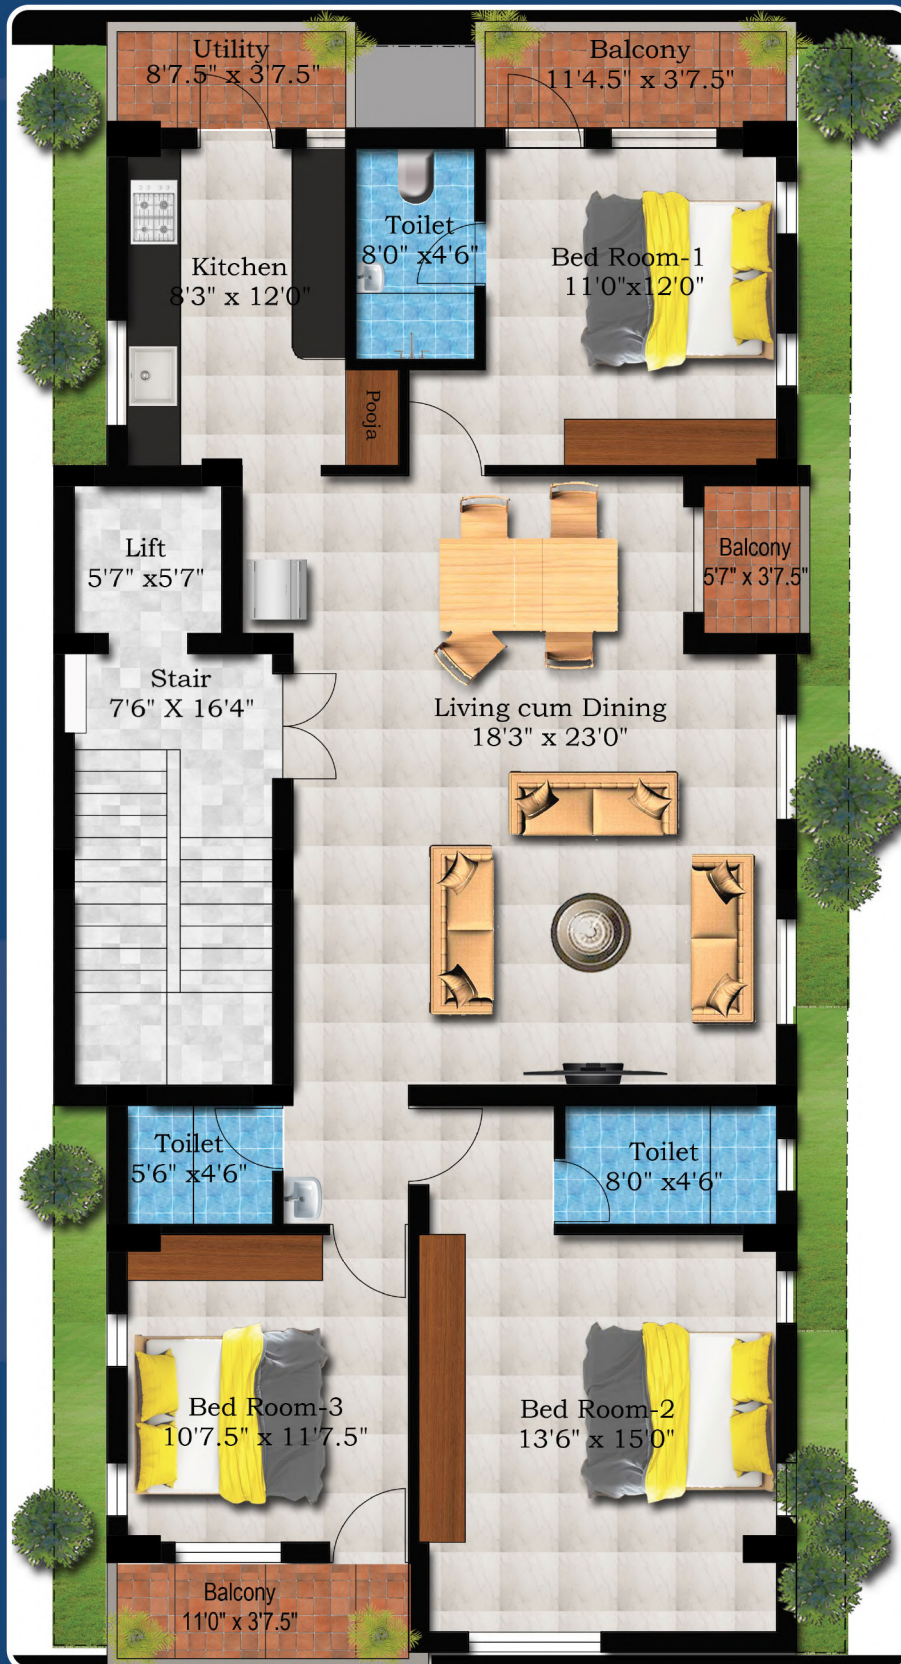 Utility
8'7.5" x 3'7.5"
Balcony
11'4.5" x 3'7.5"
Toilet
8'0" x4'6"
Kitchen
8'3" x 12'0"
Bed Room-1
11'0"x12'0"
Pooja
Lift
5'7" x5'7"
Balcony
5'7" x 3'7.5"
Stair
7'6" X 16'4"
Living cum Dining
18'3" x 23'0"
Toilet
5'6" x4'6"
Toilet
8'0" x4'6"
Bed Room-3
10'7.5" x 11'7.5"
Bed Room-2
13'6" x 15'0"
Balcony
11'0" x 3'7.5"